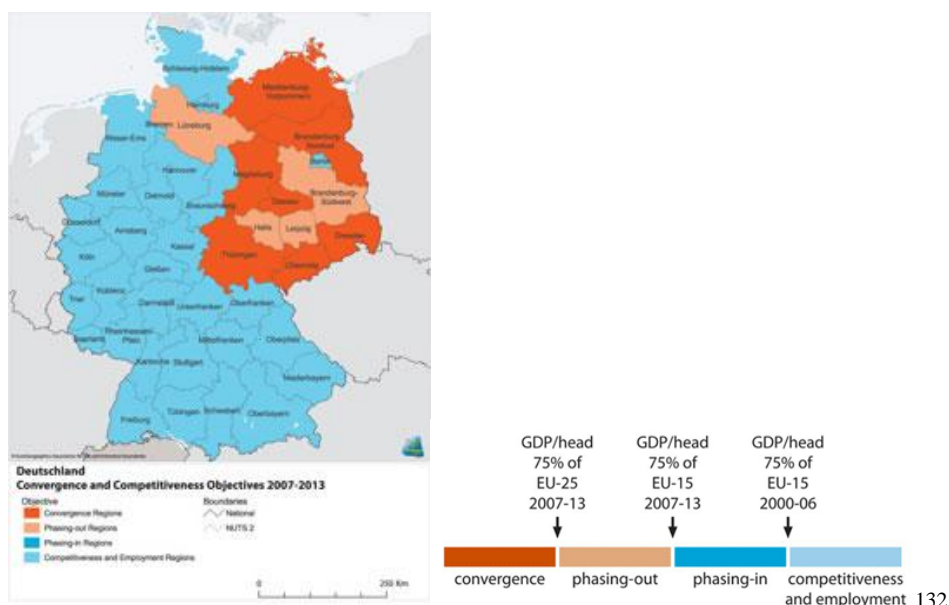 Schleswig-Holstein
Mecklenburg-
Vorpommern
Hamburg
Bremen Lüneburg
Weser-Ems
Brandenburg-
Berlin
Hannover
Magdeburg
Münster
Detmold
Braunschweig
Brandenburg-
Südwest
Düsseldorf
Arnsberg
Halle
Leipzig
Dresden
Kassel
Köln
Thüringen
Chemnitz
Gießen
Koblenz
Trier
Darmstadt
Unterfranken
Oberfranken
Saarland
Rheinhessen-
Pfalz
Mittelfranken
Oberpfalz
Karlsruhe
Stuttgart
Niederbayern
Freiburg
Tübingen
Schwaben
Oberbayern
Deutschland
Convergence and Competitiveness Objectives 2007-2013
Objective
Convergence Regions
Phasing-out Regions
Phasing-in Regions
Competitiveness and Employment Regions
Boundaries
National
NUTS 2
0 250 Km
GDP/head
75% of
EU-25
2007-13
GDP/head
75% of
EU-15
2007-13
GDP/head
75% of
EU-15
2000-06
convergence
phasing-out
phasing-in
competitiveness
and employment
132